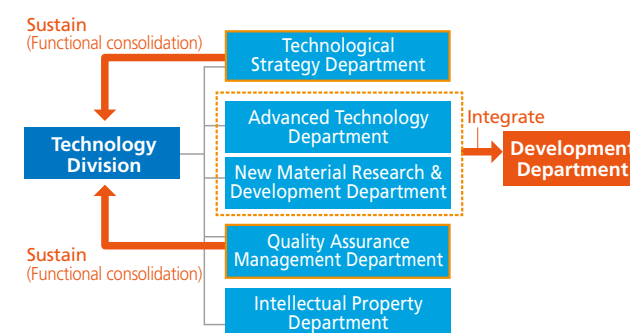 Sustain
(Functional consolidation)
Technological
Strategy Department
Advanced Technology
Department
Integrate
Technology
Division
New Material Research &
Development Department
Development
Department
Quality Assurance
Management Department
Sustain
(Functional consolidation)
Intellectual Property
Department